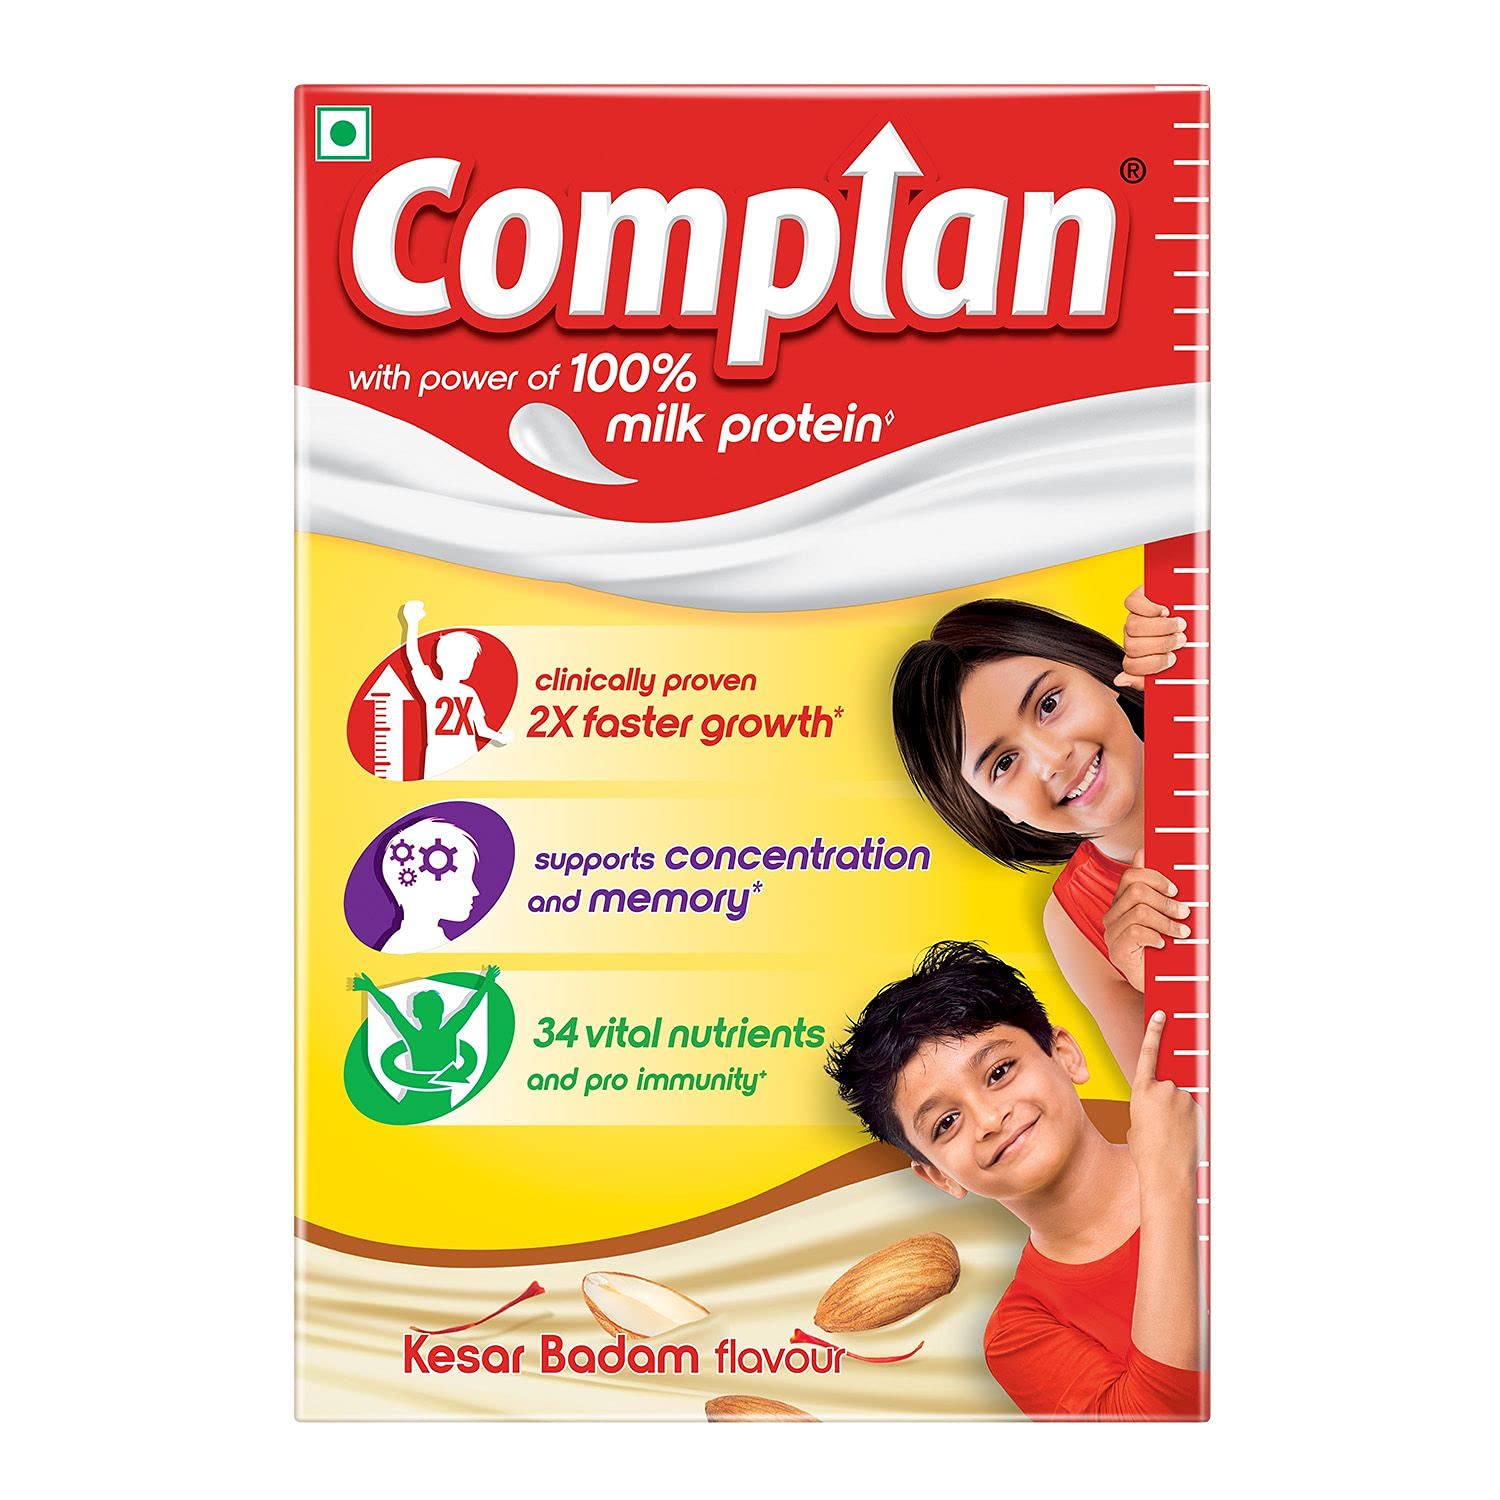 Complan®
with power of 100%
milk protein◊
2X
clinically proven
2X faster growth*
supports concentration
and memory*
34 vital nutrients
and pro immunity+
Kesar Badam flavour